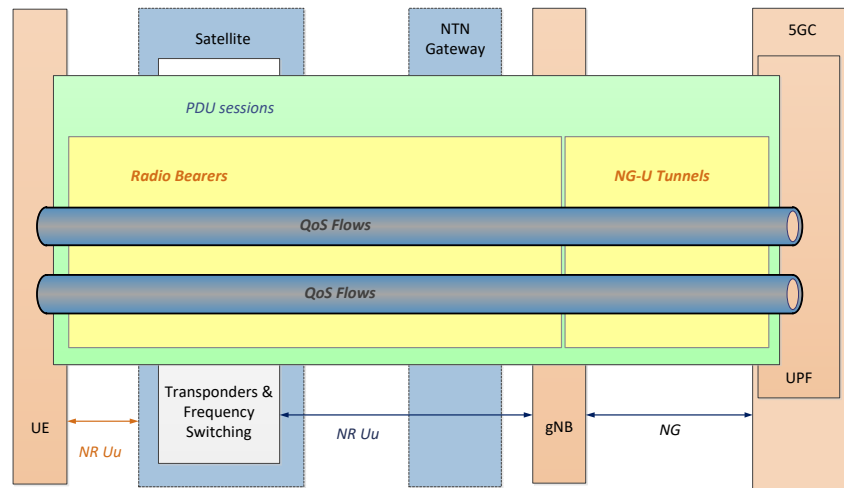 Satellite
NTN
Gateway
5GC
PDU sessions
Radio Bearers
NG-U Tunnels
QoS Flows
QoS Flows
Transponders &
Frequency
Switching
UPF
UE
gNB
NR Uu
NR Uu
NG